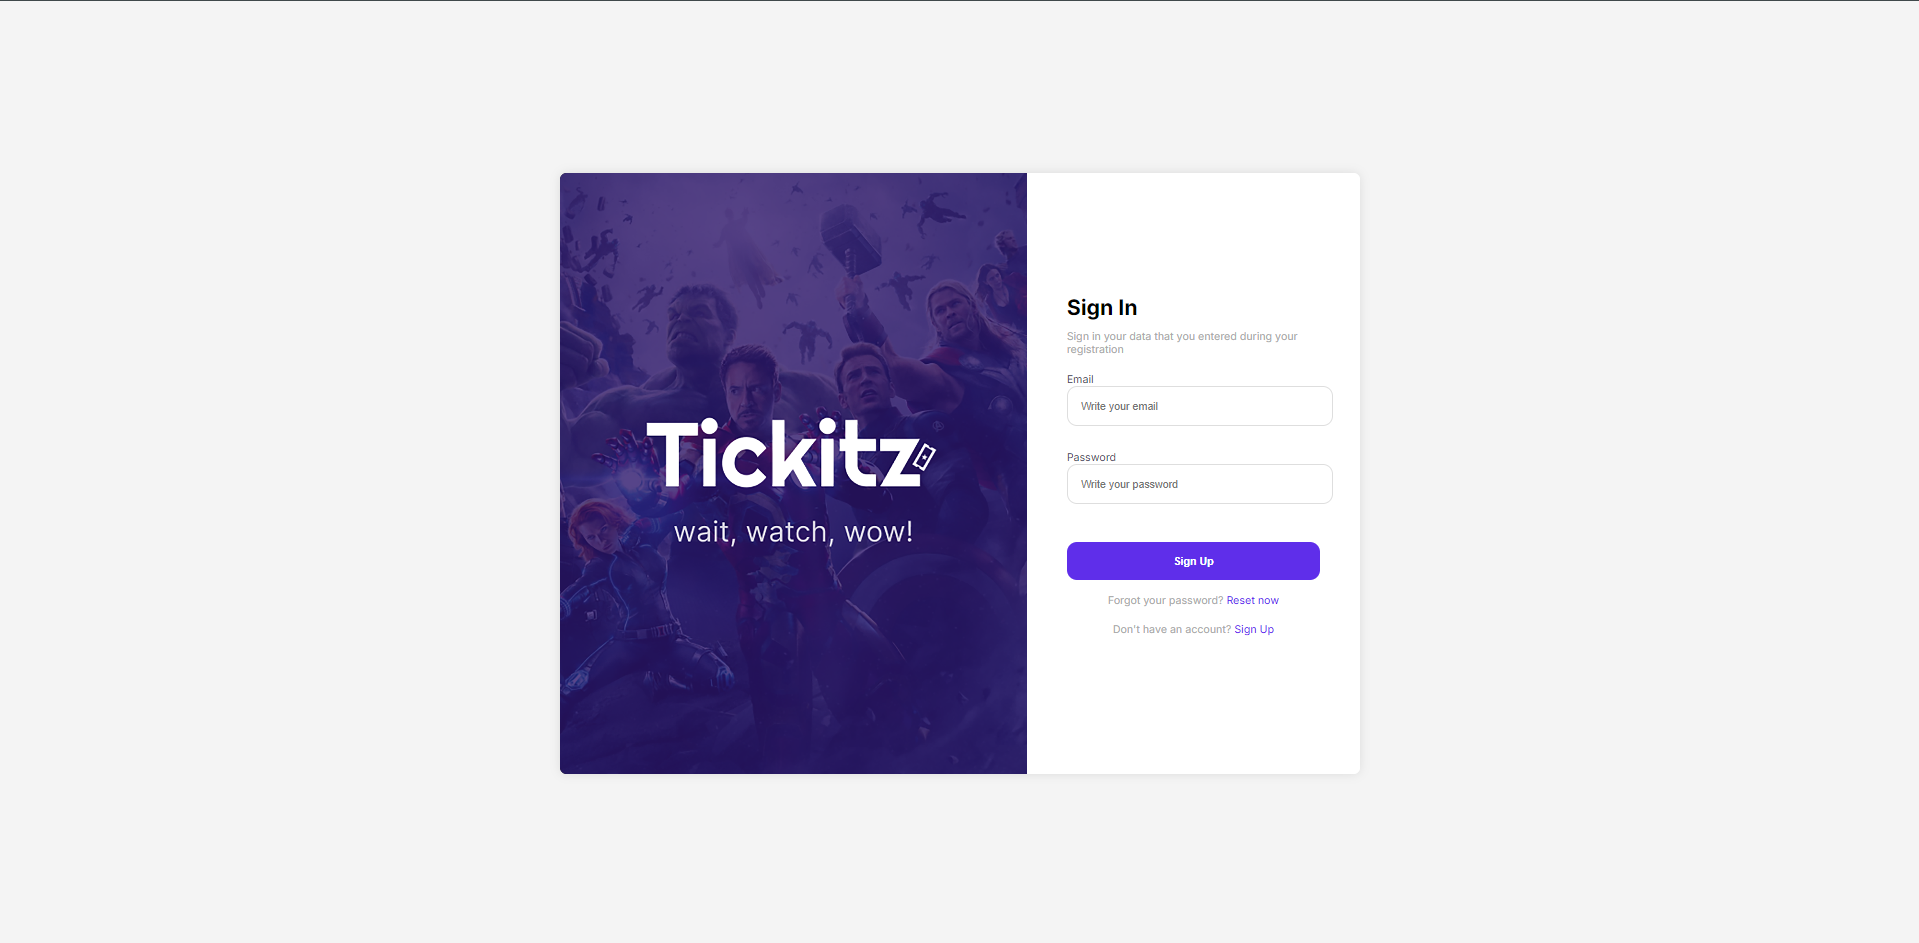 Tickitz
wait, watch, wow!
Sign In
Sign in your data that you entered during your
registration
Email
Write your email
Password
Write your password
Sign Up
Forgot your password? Reset now
Don't have an account? Sign Up